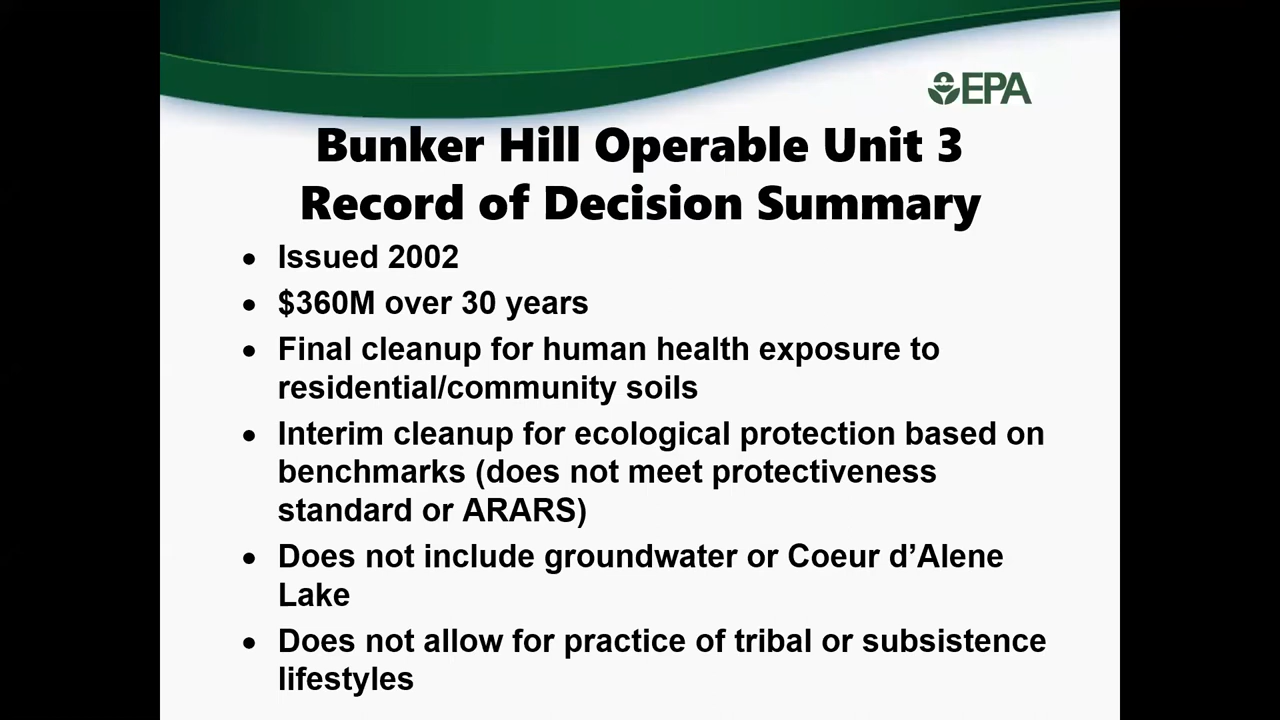 EPA
Bunker Hill Operable Unit 3
Record of Decision Summary
• Issued 2002
• $360M over 30 years
• Final cleanup for human health exposure to
residential/community soils
• Interim cleanup for ecological protection based on
benchmarks (does not meet protectiveness
standard or ARARS)
• Does not include groundwater or Coeur d’Alene
Lake
• Does not allow for practice of tribal or subsistence
lifestyles